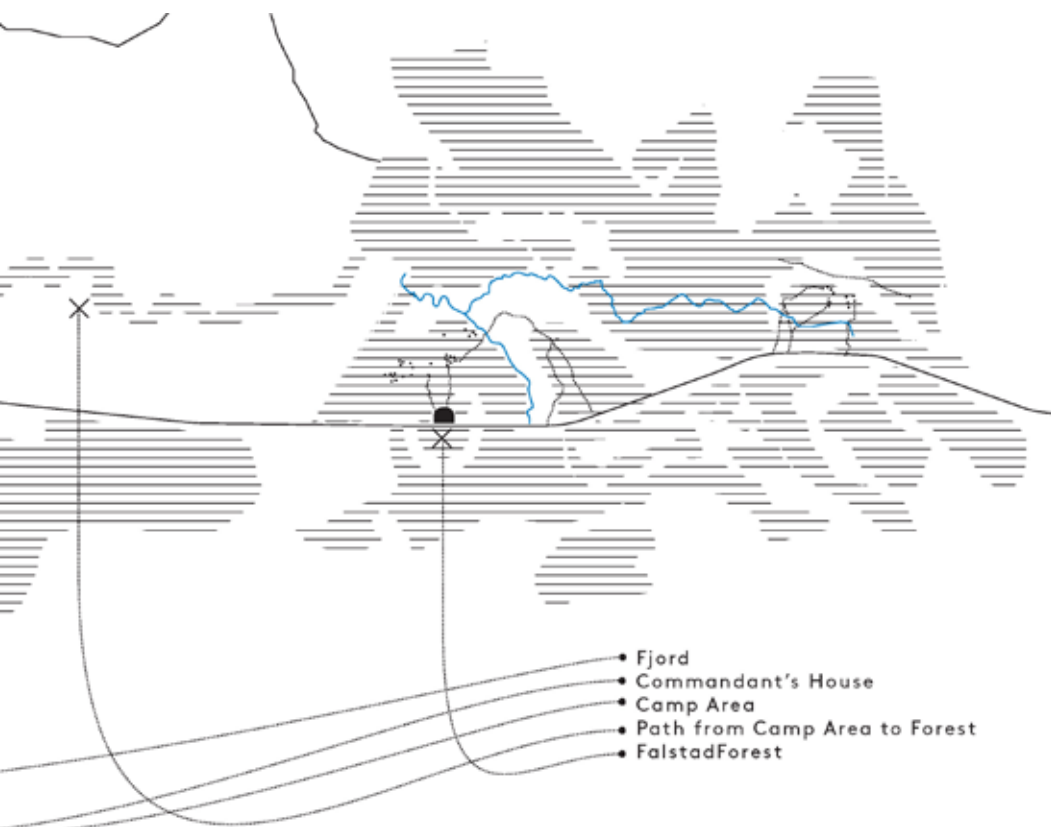 Fjord
Commandant's House
Camp Area
Path from Camp Area to Forest
FalstadForest